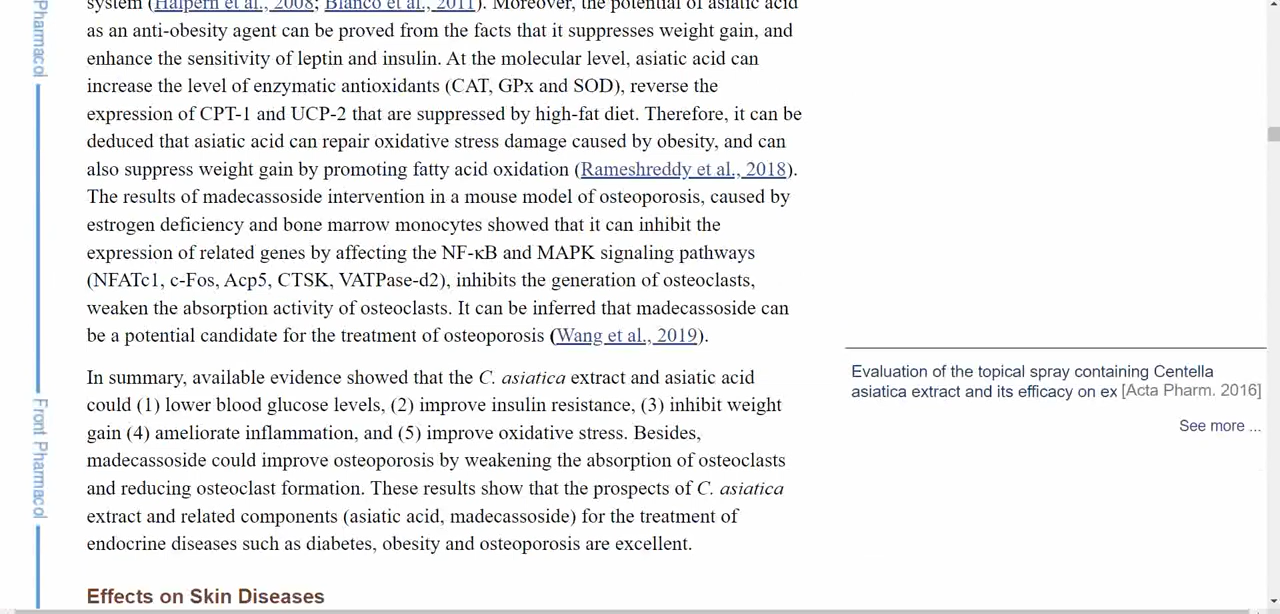 system (Halpern et al., 2008; Blanco et al., 2011). Moreover, the potential of asiatic acid
as an anti-obesity agent can be proved from the facts that it suppresses weight gain, and
enhance the sensitivity of leptin and insulin. At the molecular level, asiatic acid can
increase the level of enzymatic antioxidants (CAT, GPx and SOD), reverse the
expression of CPT-1 and UCP-2 that are suppressed by high-fat diet. Therefore, it can be
deduced that asiatic acid can repair oxidative stress damage caused by obesity, and can
also suppress weight gain by promoting fatty acid oxidation (Rameshreddy et al., 2018).
The results of madecassoside intervention in a mouse model of osteoporosis, caused by
estrogen deficiency and bone marrow monocytes showed that it can inhibit the
expression of related genes by affecting the NF-κB and MAPK signaling pathways
(NFATc1, c-Fos, Acp5, CTSK, VATPase-d2), inhibits the generation of osteoclasts,
weaken the absorption activity of osteoclasts. It can be inferred that madecassoside can
be a potential candidate for the treatment of osteoporosis (Wang et al., 2019).
In summary, available evidence showed that the C. asiatica extract and asiatic acid
could (1) lower blood glucose levels, (2) improve insulin resistance, (3) inhibit weight
gain (4) ameliorate inflammation, and (5) improve oxidative stress. Besides,
madecassoside could improve osteoporosis by weakening the absorption of osteoclasts
and reducing osteoclast formation. These results show that the prospects of C. asiatica
extract and related components (asiatic acid, madecassoside) for the treatment of
endocrine diseases such as diabetes, obesity and osteoporosis are excellent.
Effects on Skin Diseases
Evaluation of the topical spray containing Centella
asiatica extract and its efficacy on ex [Acta Pharm. 2016]
See more ...
Pharmacol
Front Pharmacol